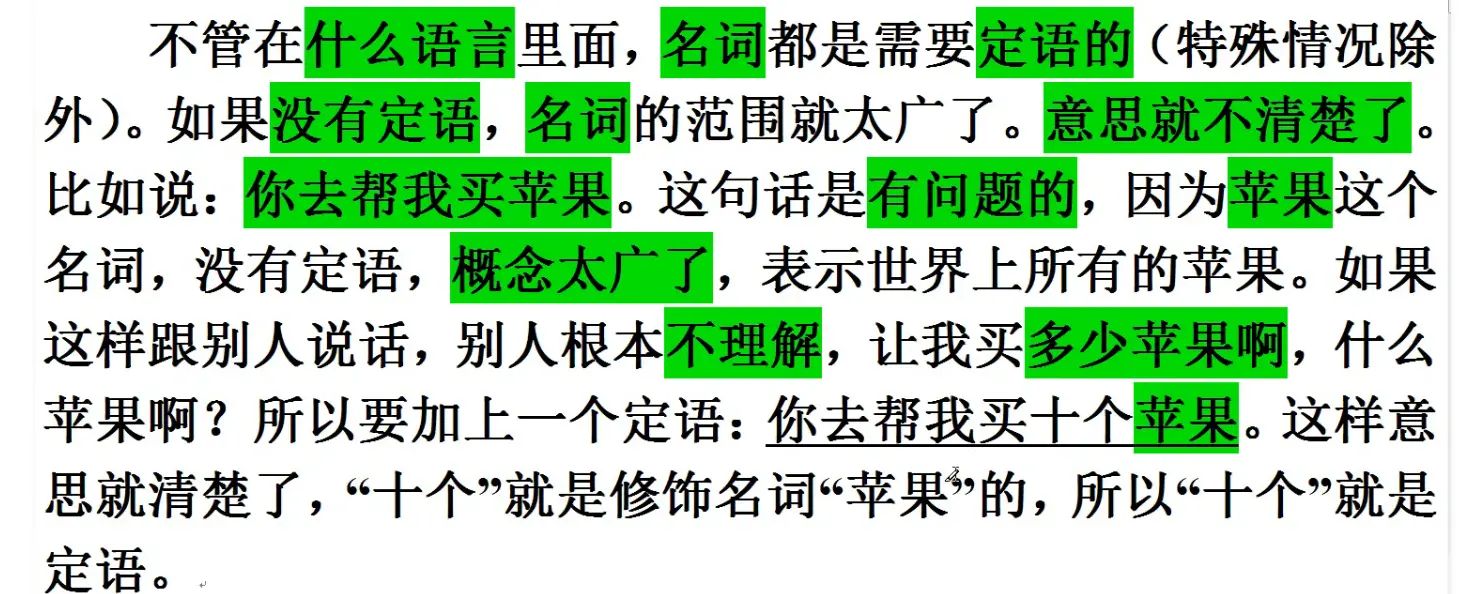 不管在什么语言里面，名词都是需要定语的（特殊情况除
外）。如果没有定语，名词的范围就太广了。意思就不清楚了。
比如说：你去帮我买苹果。这句话是有问题的，因为苹果这个
名词，没有定语，概念太广了，表示世界上所有的苹果。如果
这样跟别人说话，别人根本不理解，让我买多少苹果啊，什么
苹果啊？所以要加上一个定语：你去帮我买十个苹果。这样意
思就清楚了，“十个”就是修饰名词“苹果”的，所以“十个”就是
定语。